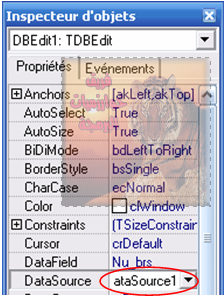 Inspecteur d'objets
DBEdit1: TDBEdit
Propriétés Evénements
Anchors [akLeft,akTop]
AutoSelect True
AutoSize True
BiDiMode bdLeftToRight
BorderStyle bsSingle
CharCase ecNormal
Color clWindow
Constraints (TSizeConstrain
Cursor crDefault
DataField Nu_brs
DataSource ataSource1